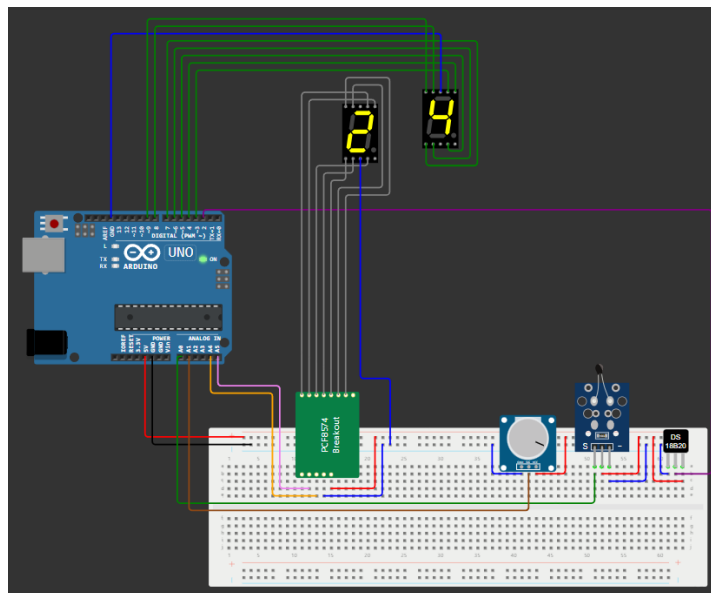 2
4
AREF
GND
13
12
~11
~10
~9
8
7
~6
~5
4
~3
2
TX→1
RX←0
DIGITAL (PWM ~)
L
TX
RX
UNO
ON
ARDUINO
IOREF
RESET
3.3V
5V
GND
GND
Vin
POWER
ANALOG IN
A0
A1
A2
A3
A4
A5
PCF8574
Breakout
S
-
DS
18B20